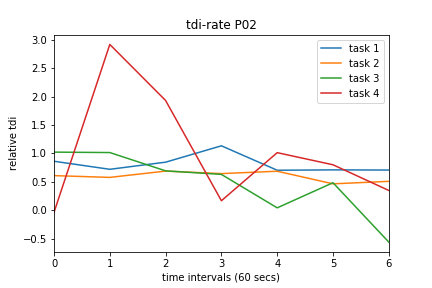 tdi-rate P02
3.0
2.5
2.0
1.5
1.0
0.5
0.0
−0.5
relative tdi
task 1
task 2
task 3
task 4
0 1 2 3 4 5 6
time intervals (60 secs)